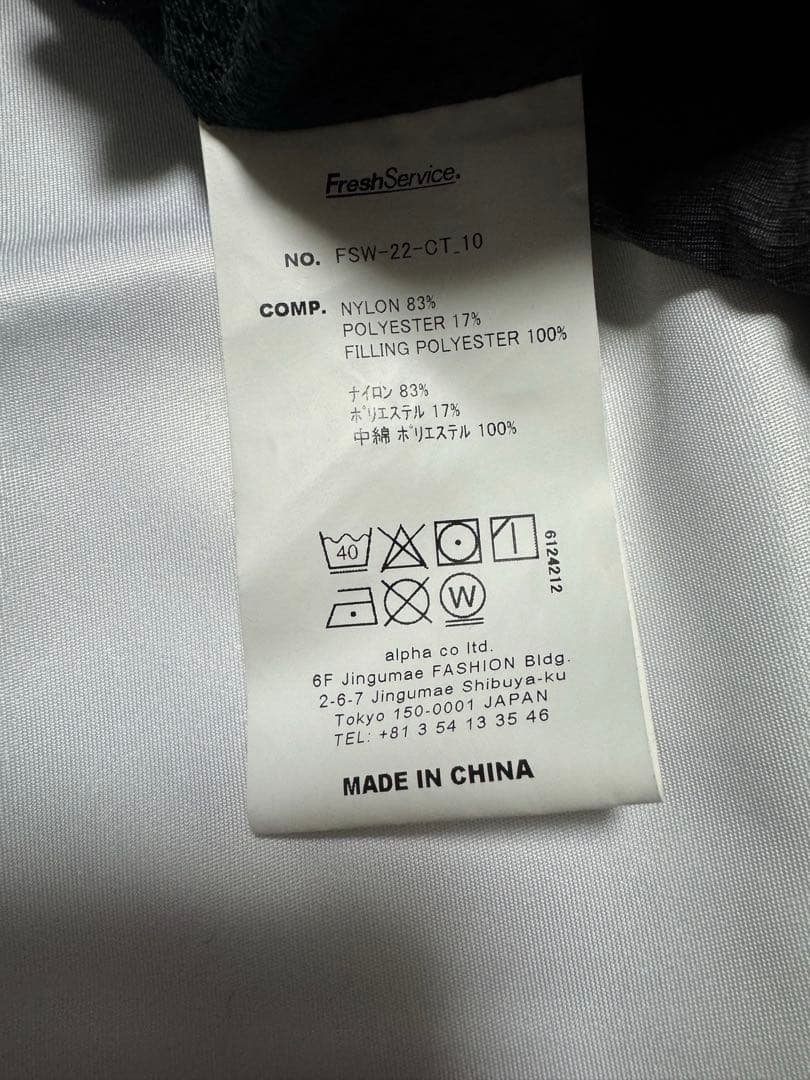 FreshService.
NO. FSW-22-CT_10
COMP. NYLON 83%
POLYESTER 17%
FILLING POLYESTER 100%
ナイロン 83%
ポリエステル 17%
中綿 ポリエステル 100%
40
6124212
W
alpha co ltd.
6F Jingumae FASHION Bldg.
2-6-7 Jingumae Shibuya-ku
Tokyo 150-0001 JAPAN
TEL: +81 3 54 13 35 46
MADE IN CHINA